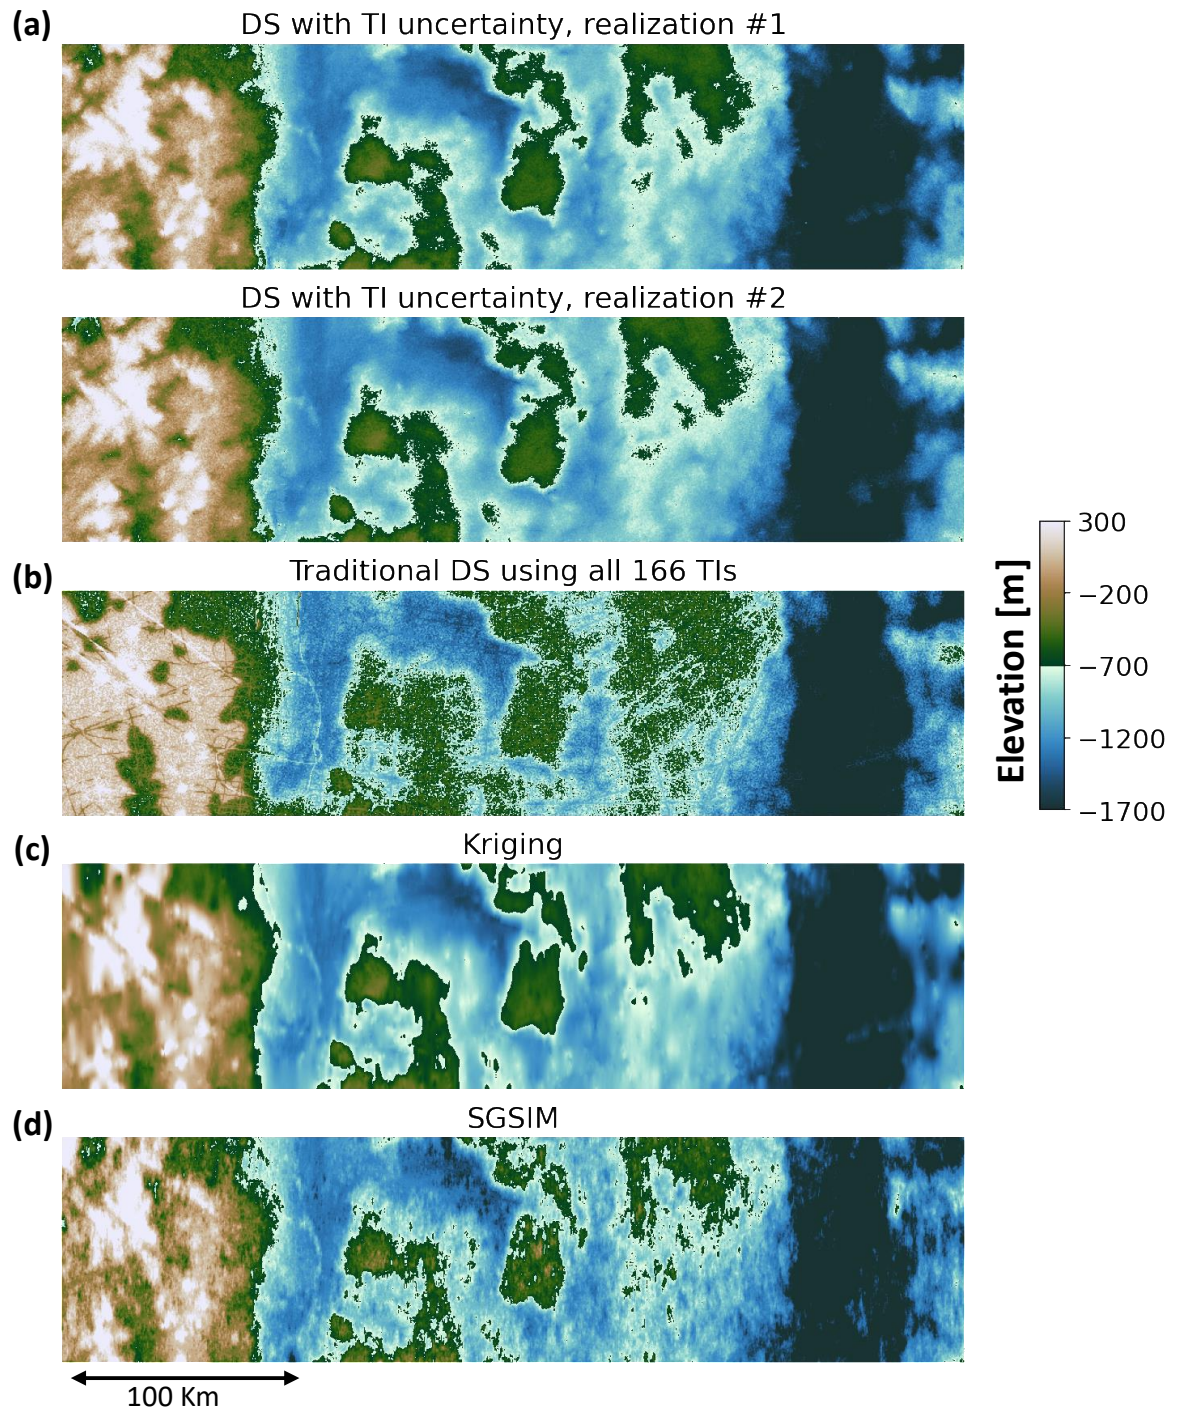 (a)
DS with TI uncertainty, realization #1
DS with TI uncertainty, realization #2
(b)
Traditional DS using all 166 TIs
(c)
Kriging
(d)
SGSIM
100 Km
Elevation [m]
300
−200
−700
−1200
−1700